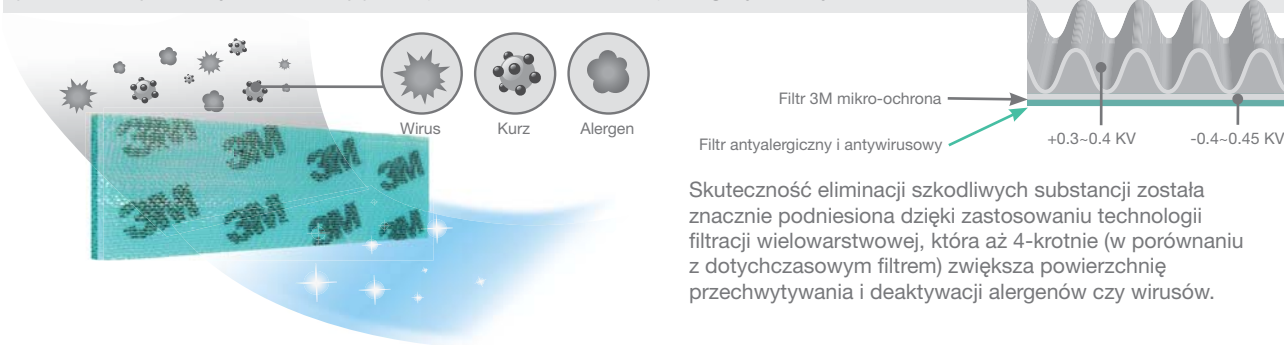 Wirus
Kurz
Alergen
3M 3M 3M 3M
3M 3M 3M 3M
Filtr 3M mikro-ochrona
Filtr antyalergiczny i antywirusowy
+0.3~0.4 KV
-0.4~0.45 KV
Skuteczność eliminacji szkodliwych substancji została
znacznie podniesiona dzięki zastosowaniu technologii
filtracji wielowarstwowej, która aż 4-krotnie (w porównaniu
z dotychczasowym filtrem) zwiększa powierzchnię
przechwytywania i deaktywacji alergenów czy wirusów.